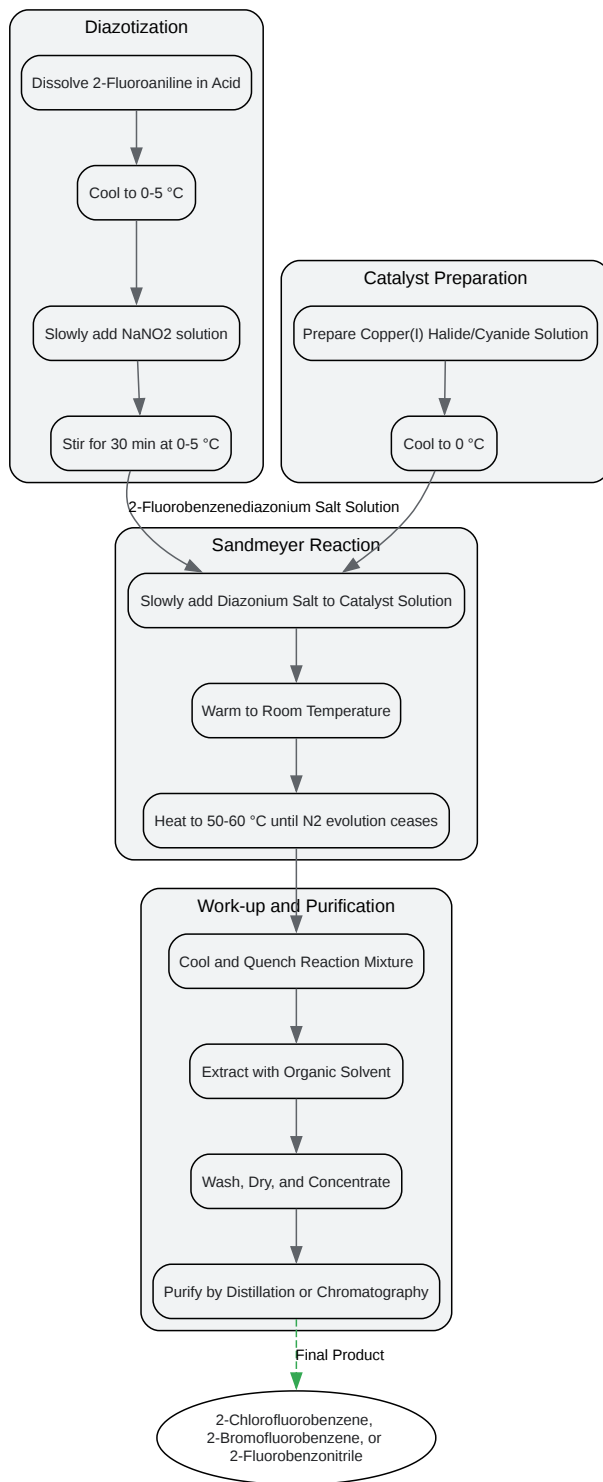 Diazotization
Dissolve 2-Fluoroaniline in Acid
Cool to 0-5 °C
Slowly add NaNO2 solution
Stir for 30 min at 0-5 °C
Catalyst Preparation
Prepare Copper(I) Halide/Cyanide Solution
Cool to 0 °C
2-Fluorobenzenediazonium Salt Solution
Sandmeyer Reaction
Slowly add Diazonium Salt to Catalyst Solution
Warm to Room Temperature
Heat to 50-60 °C until N2 evolution ceases
Work-up and Purification
Cool and Quench Reaction Mixture
Extract with Organic Solvent
Wash, Dry, and Concentrate
Purify by Distillation or Chromatography
Final Product
2-Chlorofluorobenzene,
2-Bromofluorobenzene, or
2-Fluorobenzonitrile